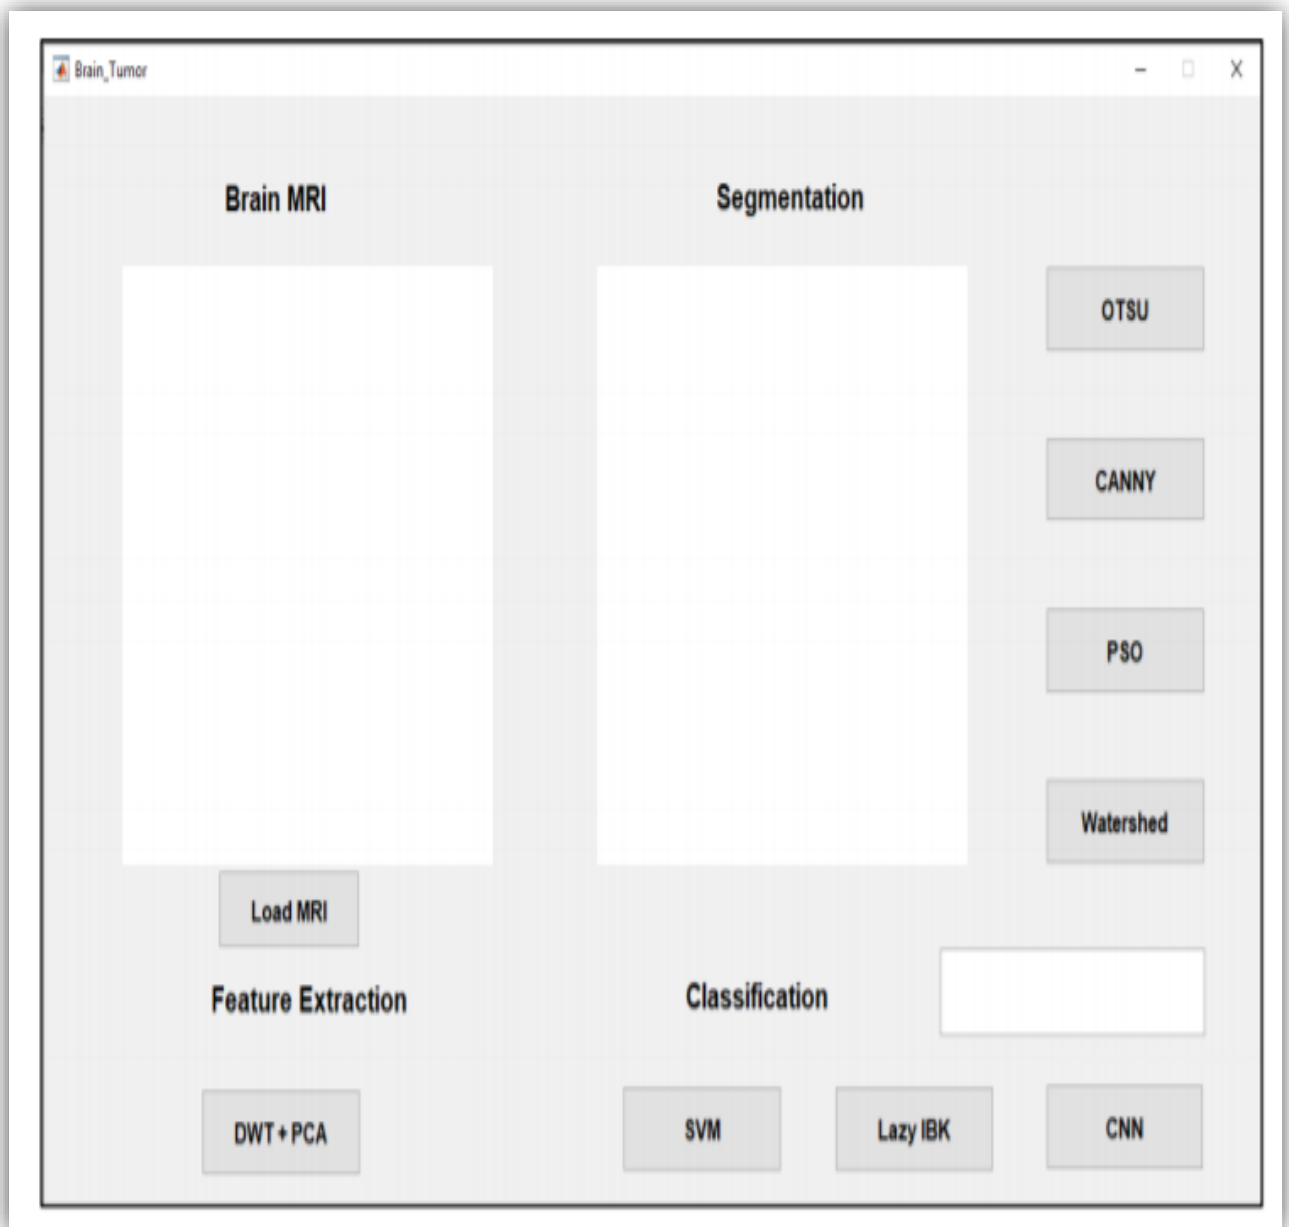 Brain_Tumor
Brain MRI
Segmentation
OTSU
CANNY
PSO
Watershed
Load MRI
Feature Extraction
Classification
DWT + PCA
SVM
Lazy IBK
CNN